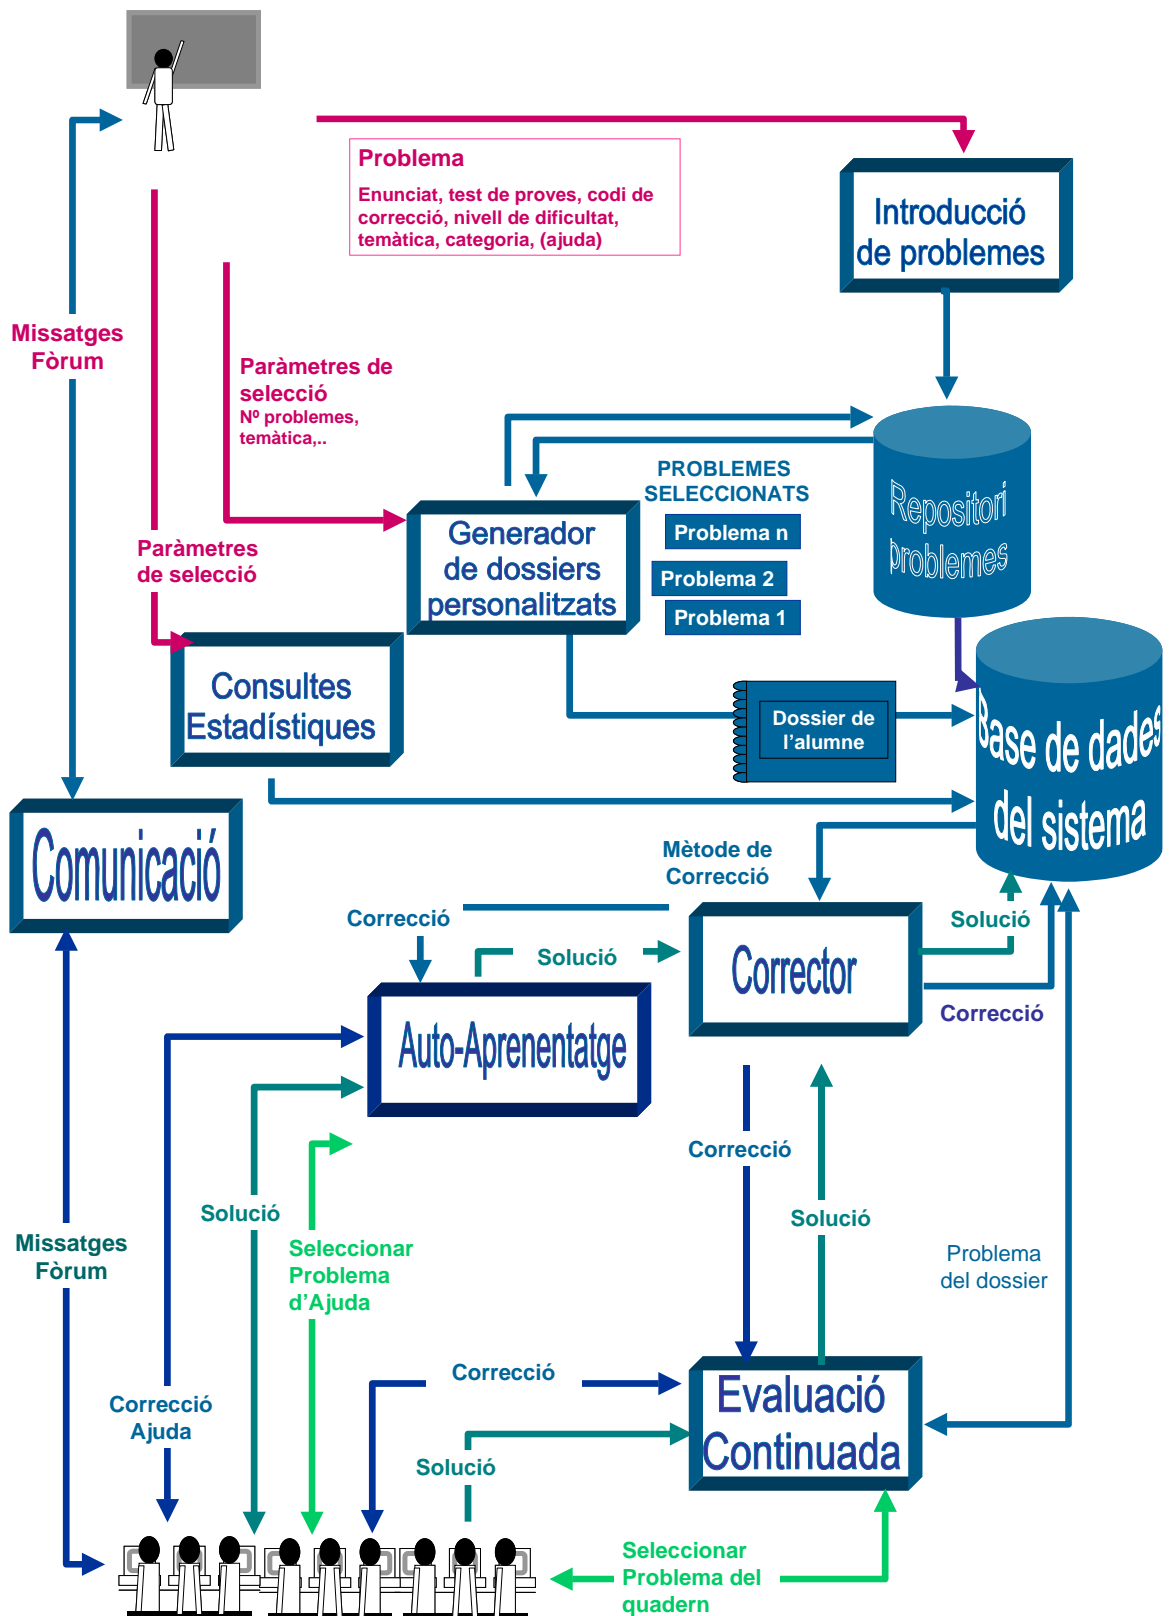 Problema
Enunciat, test de proves, codi de
correcció, nivell de dificultat,
temàtica, categoria, (ajuda)
Introducció
de problemes
Missatges
Fòrum
Paràmetres de
selecció
Nº problemes,
temàtica,..
PROBLEMES
SELECCIONATS
Problema n
Problema 2
Problema 1
Repositori
problemes
Generador
de dossiers
personalitzats
Paràmetres
de selecció
Consultes
Estadístiques
Dossier de
l’alumne
Base de dades
del sistema
Comunicació
Mètode de
Correcció
Correcció
Solució
Corrector
Solució
Correcció
Auto-Aprenentatge
Correcció
Solució
Solució
Missatges
Fòrum
Seleccionar
Problema
d’Ajuda
Problema
del dossier
Correcció
Ajuda
Correcció
Solució
Evaluació
Continuada
Seleccionar
Problema del
quadern